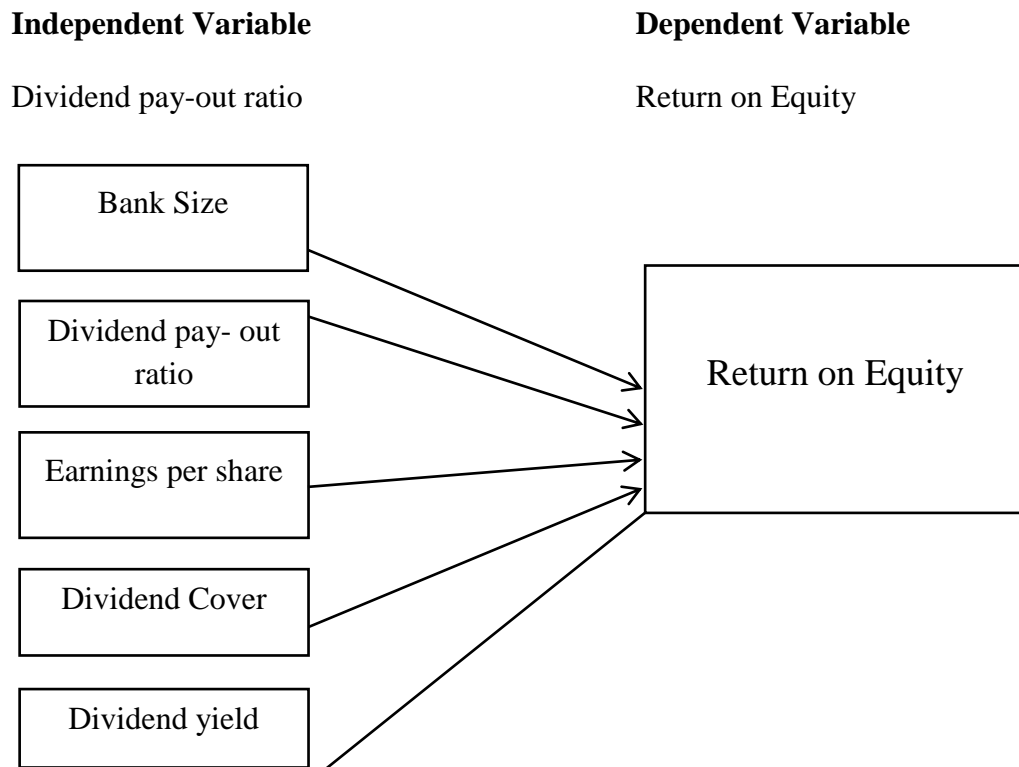 Independent Variable Dependent Variable
Dividend pay-out ratio Return on Equity
Bank Size
Dividend pay- out
ratio
Earnings per share
Dividend Cover
Dividend yield
Return on Equity